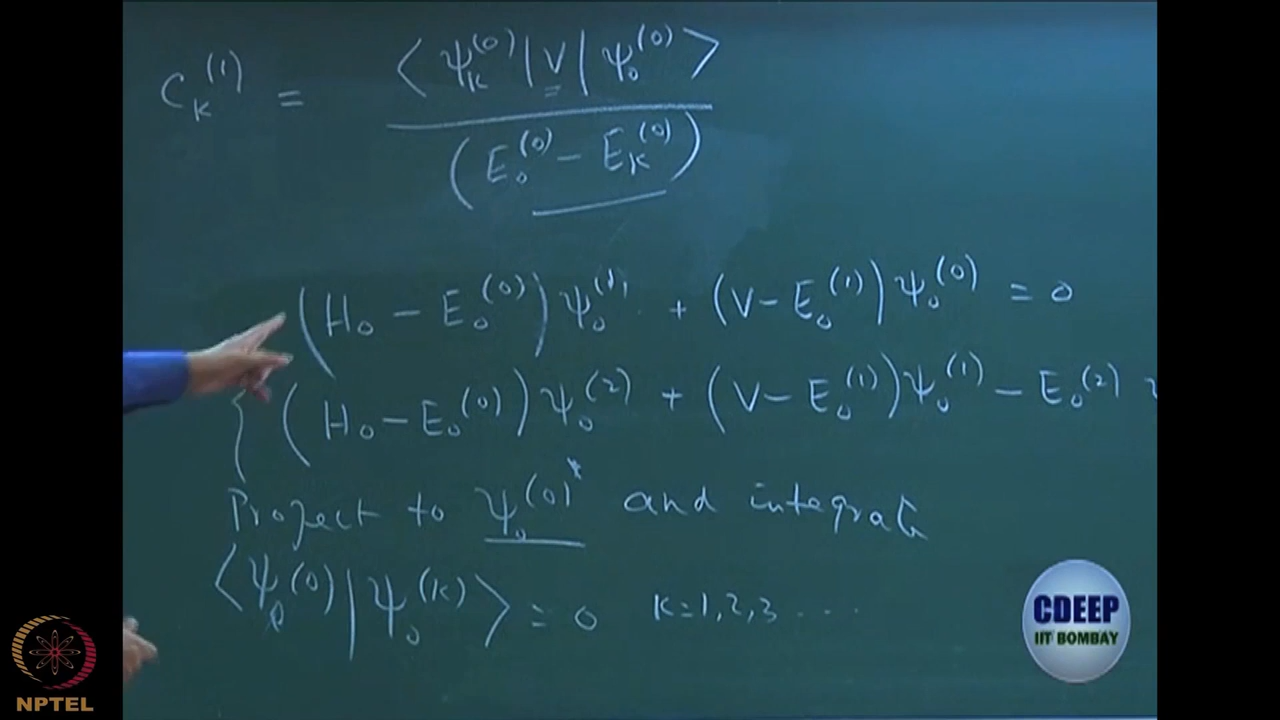 C_K^(1) = <ψ_K^(0)|V|ψ_0^(0)> / (E_0^(0) − E_K^(0))
(H_0 − E_0^(0)) ψ_0^(1) + (V − E_0^(1)) ψ_0^(0) = 0
{ (H_0 − E_0^(0)) ψ_0^(2) + (V − E_0^(1)) ψ_0^(1) − E_0^(2)
Project to ψ_0^(0)* and integrate
<ψ_0^(0)|ψ_0^(K)> = 0 K=1,2,3 ...
CDEEP
IIT BOMBAY
NPTEL